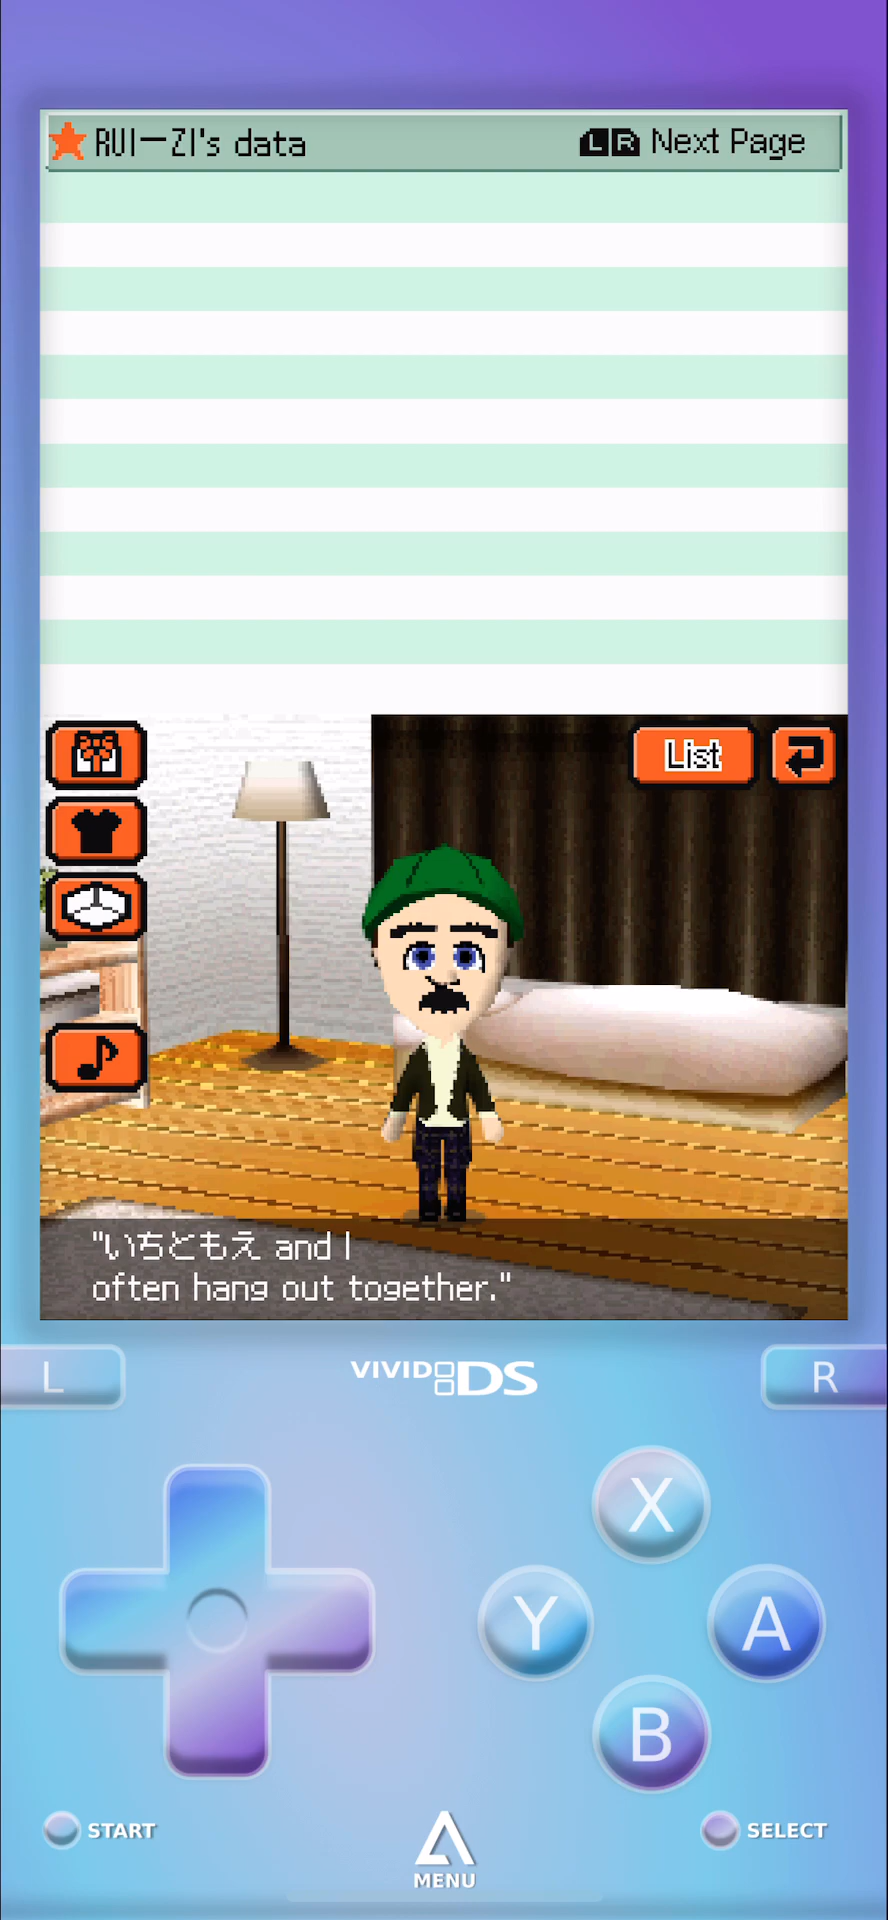 RUIーZI's data
L R Next Page
List
"いちともえ and I
often hang out together."
L
VIVID DS
R
X
Y
A
B
START
MENU
SELECT